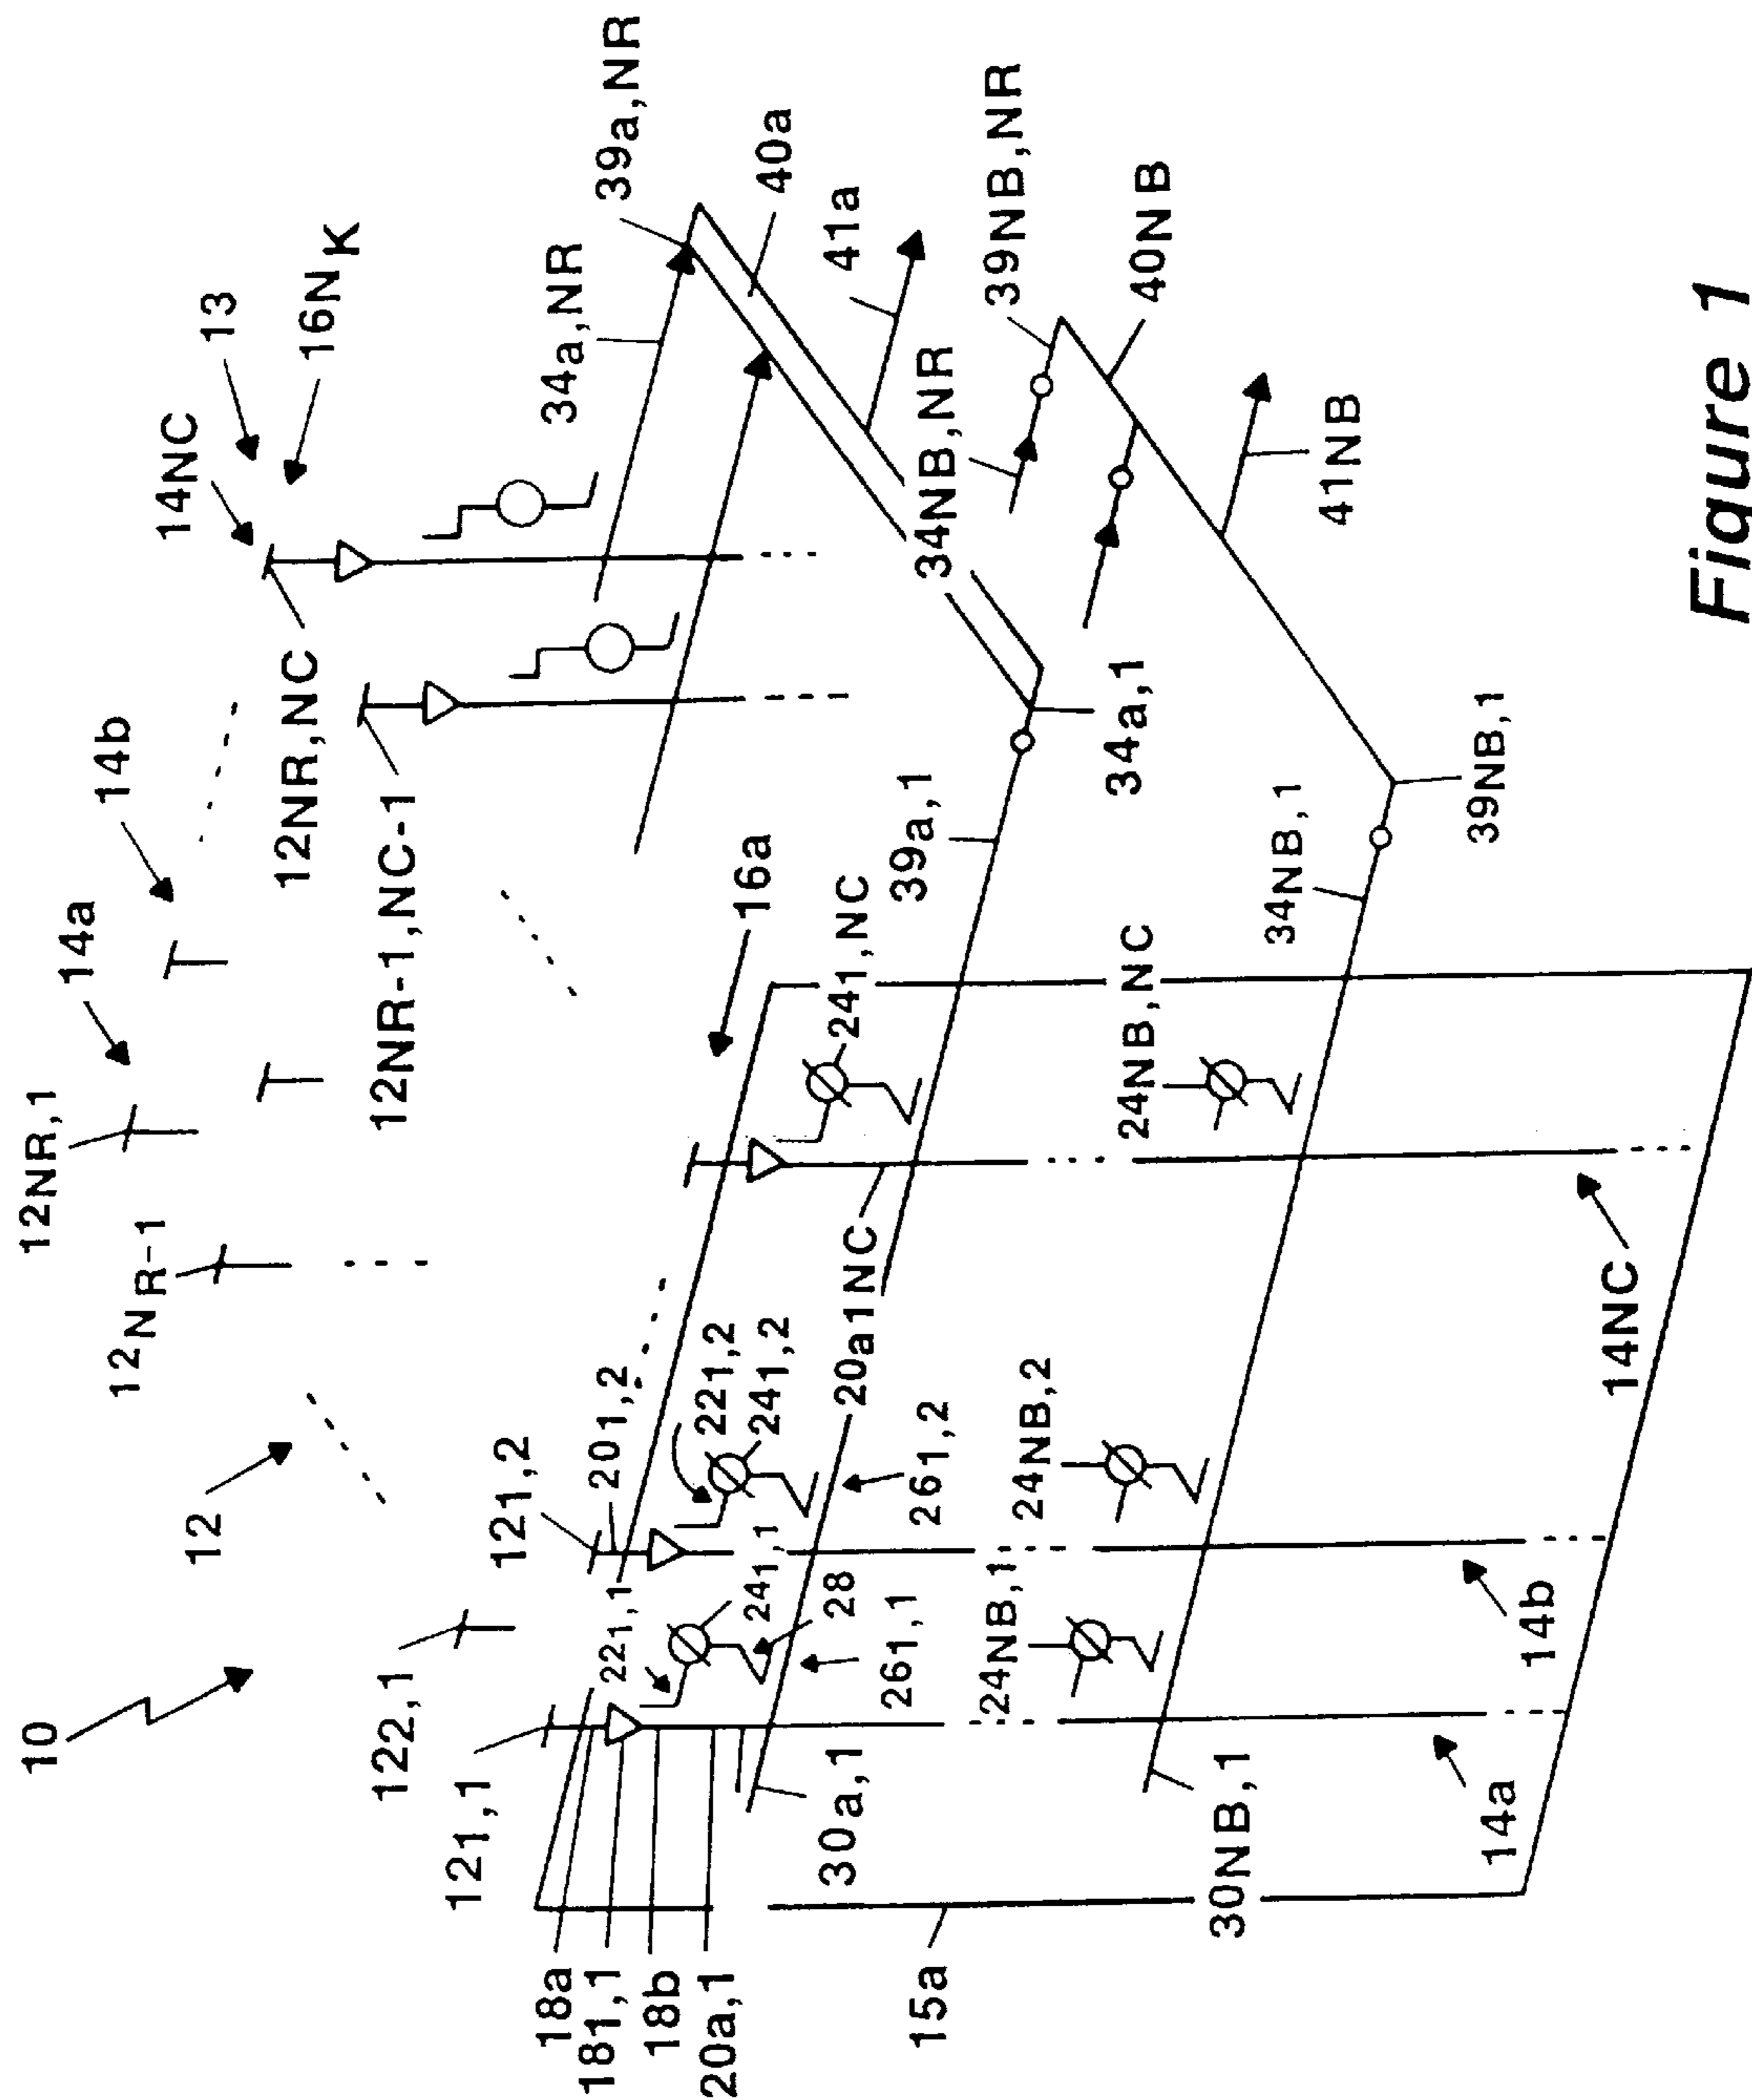 10
12
12NR-1
12NR,1
14a
14b
14NC
13
16NK
12NR,NC
12NR-1,NC-1
34a,NR
39a,NR
40a
41a
34NB,NR
39NB,NR
40NB
41NB
122,1
121,1
121,2
201,2
221,2
241,2
221,1
241,1
28
261,1
261,2
16a
241,NC
20a1NC
39a,1
34a,1
18a
181,1
18b
20a,1
30a,1
24NB,1
24NB,2
24NB,NC
34NB,1
39NB,1
15a
30NB,1
14a
14b
14NC
Figure 1